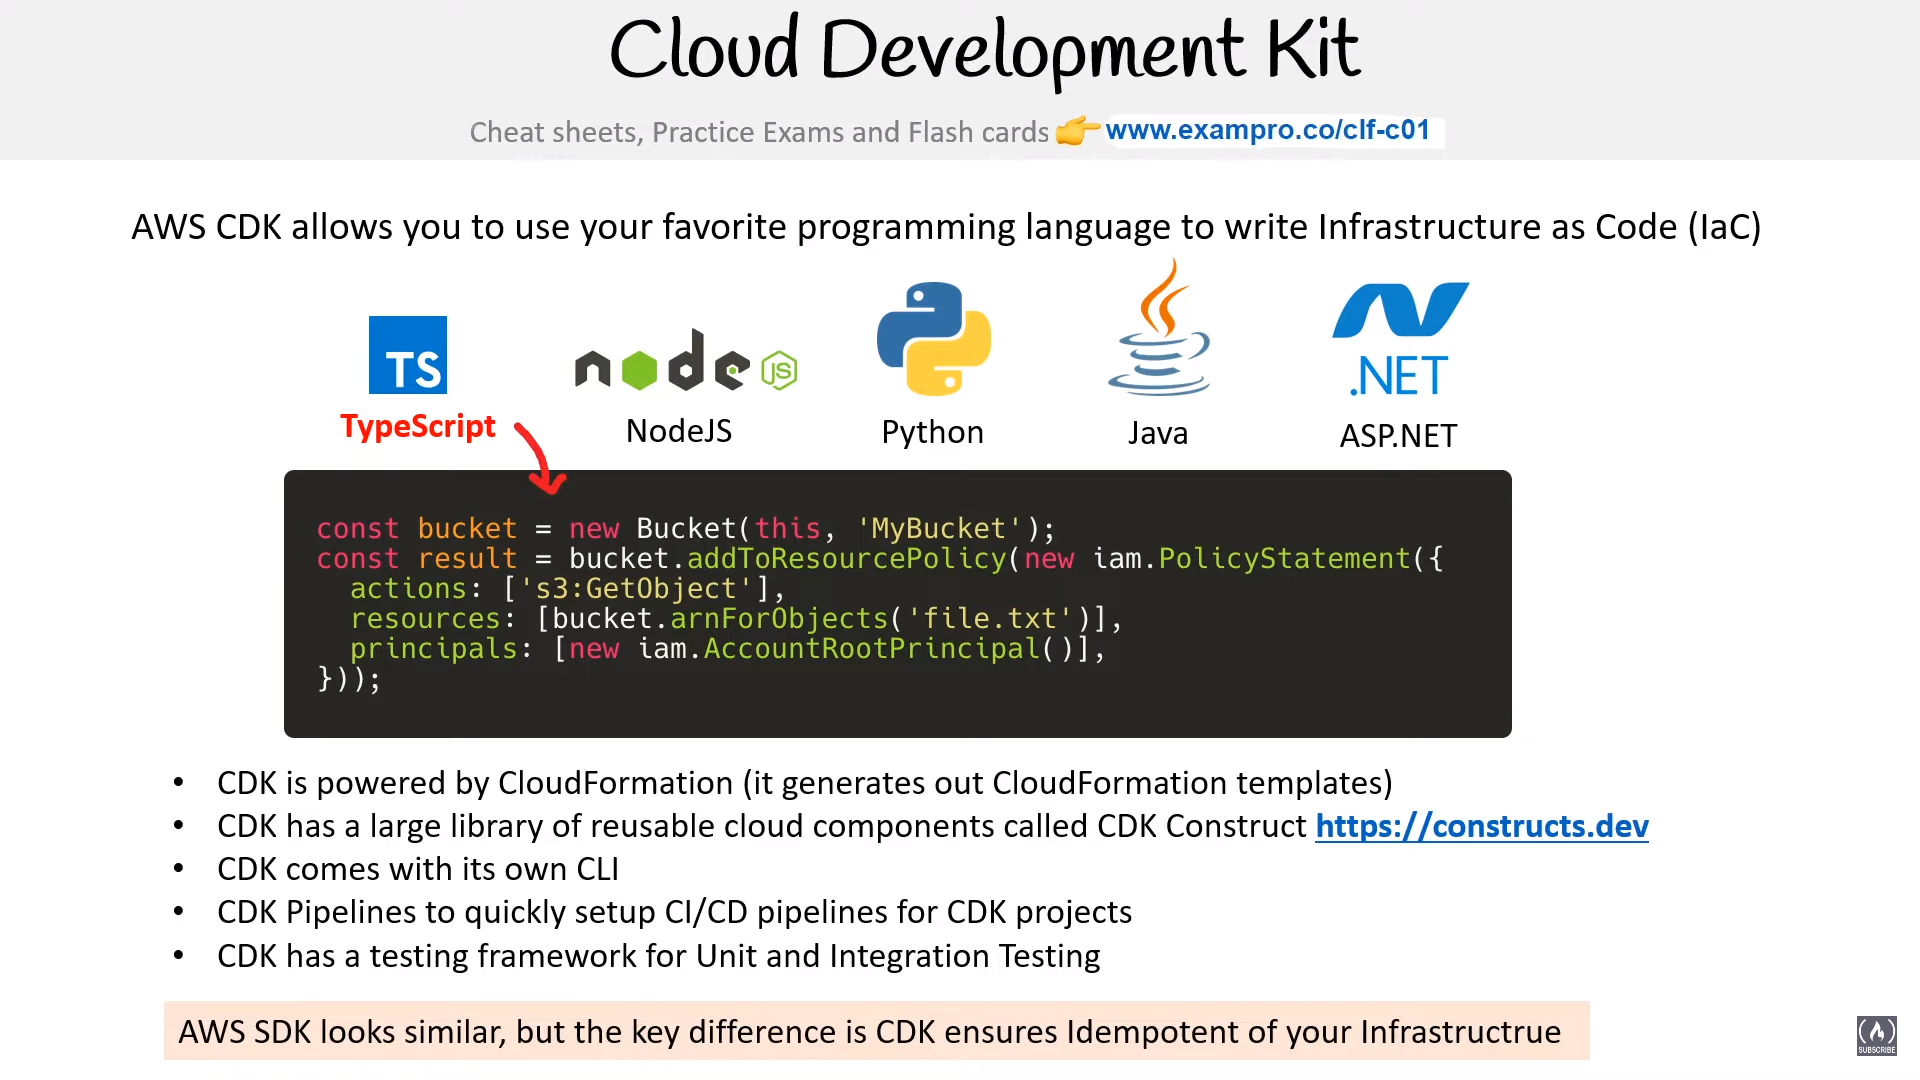 Cloud Development Kit
Cheat sheets, Practice Exams and Flash cards 👉 www.exampro.co/clf-c01
AWS CDK allows you to use your favorite programming language to write Infrastructure as Code (IaC)
TS
node JS
.NET
TypeScript
NodeJS
Python
Java
ASP.NET
const bucket = new Bucket(this, 'MyBucket');
const result = bucket.addToResourcePolicy(new iam.PolicyStatement({
  actions: ['s3:GetObject'],
  resources: [bucket.arnForObjects('file.txt')],
  principals: [new iam.AccountRootPrincipal()],
}));
• CDK is powered by CloudFormation (it generates out CloudFormation templates)
• CDK has a large library of reusable cloud components called CDK Construct https://constructs.dev
• CDK comes with its own CLI
• CDK Pipelines to quickly setup CI/CD pipelines for CDK projects
• CDK has a testing framework for Unit and Integration Testing
AWS SDK looks similar, but the key difference is CDK ensures Idempotent of your Infrastructrue
SUBSCRIBE